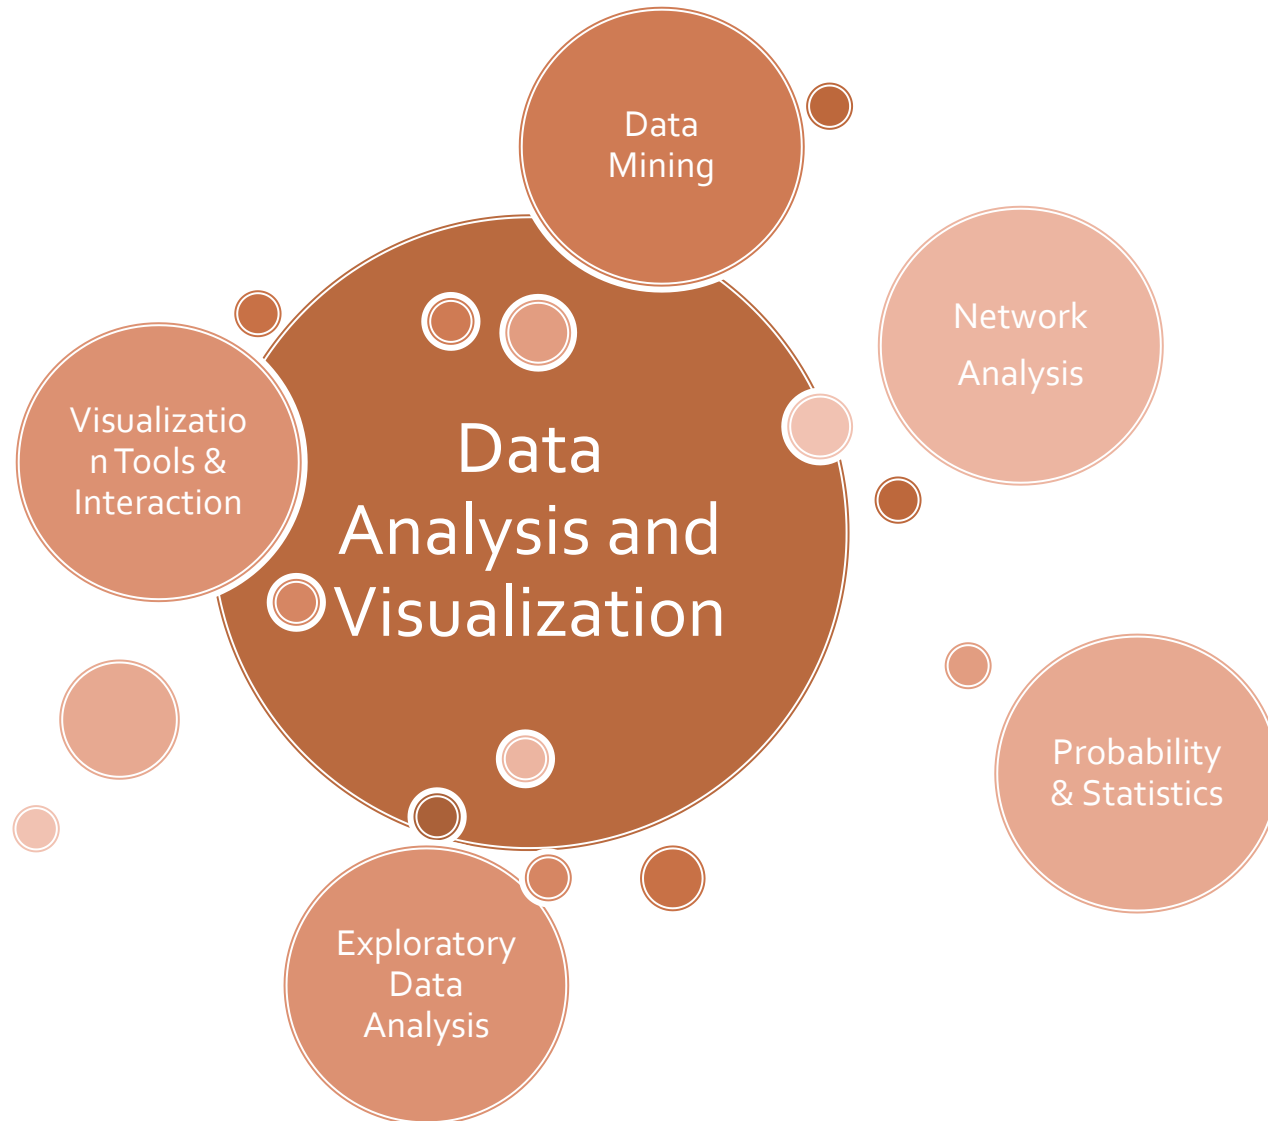 Data
Mining
Network
Analysis
Visualizatio
n Tools &
Interaction
Data
Analysis and
Visualization
Probability
& Statistics
Exploratory
Data
Analysis